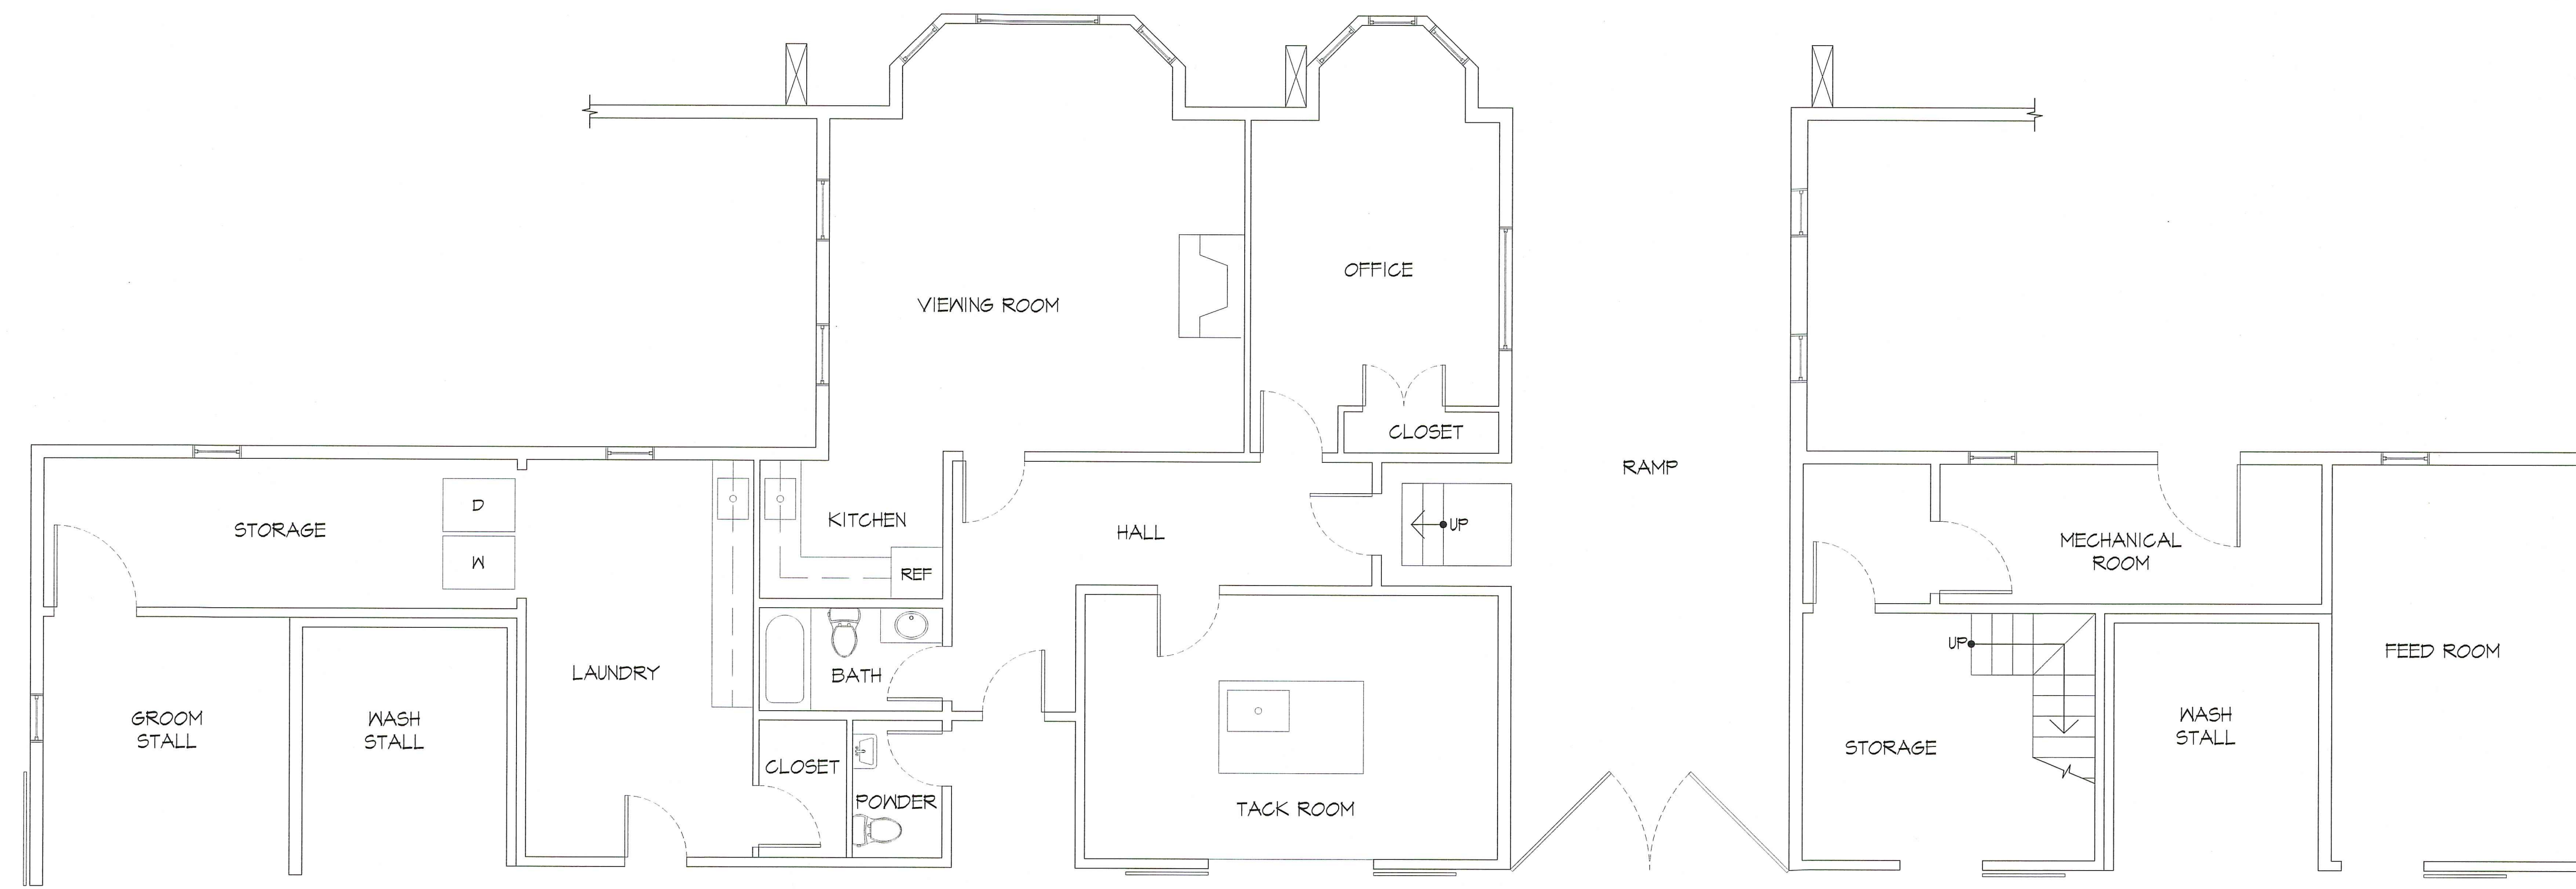 OFFICE
VIEWING ROOM
CLOSET
RAMP
D
STORAGE
KITCHEN
HALL
UP
W
REF
MECHANICAL
ROOM
UP
FEED ROOM
LAUNDRY
BATH
GROOM
STALL
WASH
STALL
WASH
STALL
STORAGE
CLOSET
POWDER
TACK ROOM